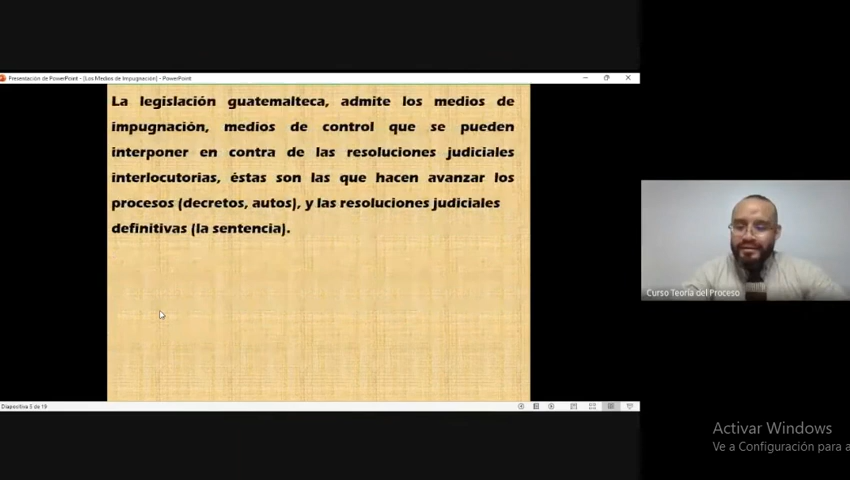 Presentación de PowerPoint - [Los Medios de Impugnación] - PowerPoint
La legislación guatemalteca, admite los medios de
impugnación, medios de control que se pueden
interponer en contra de las resoluciones judiciales
interlocutorias, éstas son las que hacen avanzar los
procesos (decretos, autos), y las resoluciones judiciales
definitivas (la sentencia).
Curso Teoría del Proceso
Diapositiva 5 de 19
Activar Windows
Ve a Configuración para a